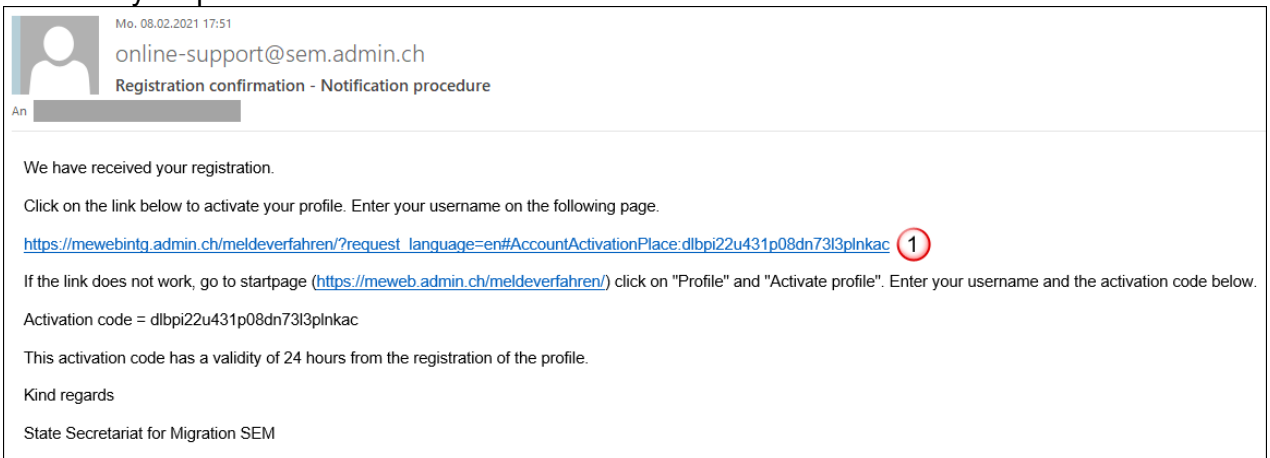 Mo. 08.02.2021 17:51
online-support@sem.admin.ch
Registration confirmation - Notification procedure
An
We have received your registration.
Click on the link below to activate your profile. Enter your username on the following page.
https://mewebintg.admin.ch/meldeverfahren/?request_language=en#AccountActivationPlace:dlbpi22u431p08dn73l3plnkac 1
If the link does not work, go to startpage (https://meweb.admin.ch/meldeverfahren/) click on "Profile" and "Activate profile". Enter your username and the activation code below.
Activation code = dlbpi22u431p08dn73l3plnkac
This activation code has a validity of 24 hours from the registration of the profile.
Kind regards
State Secretariat for Migration SEM